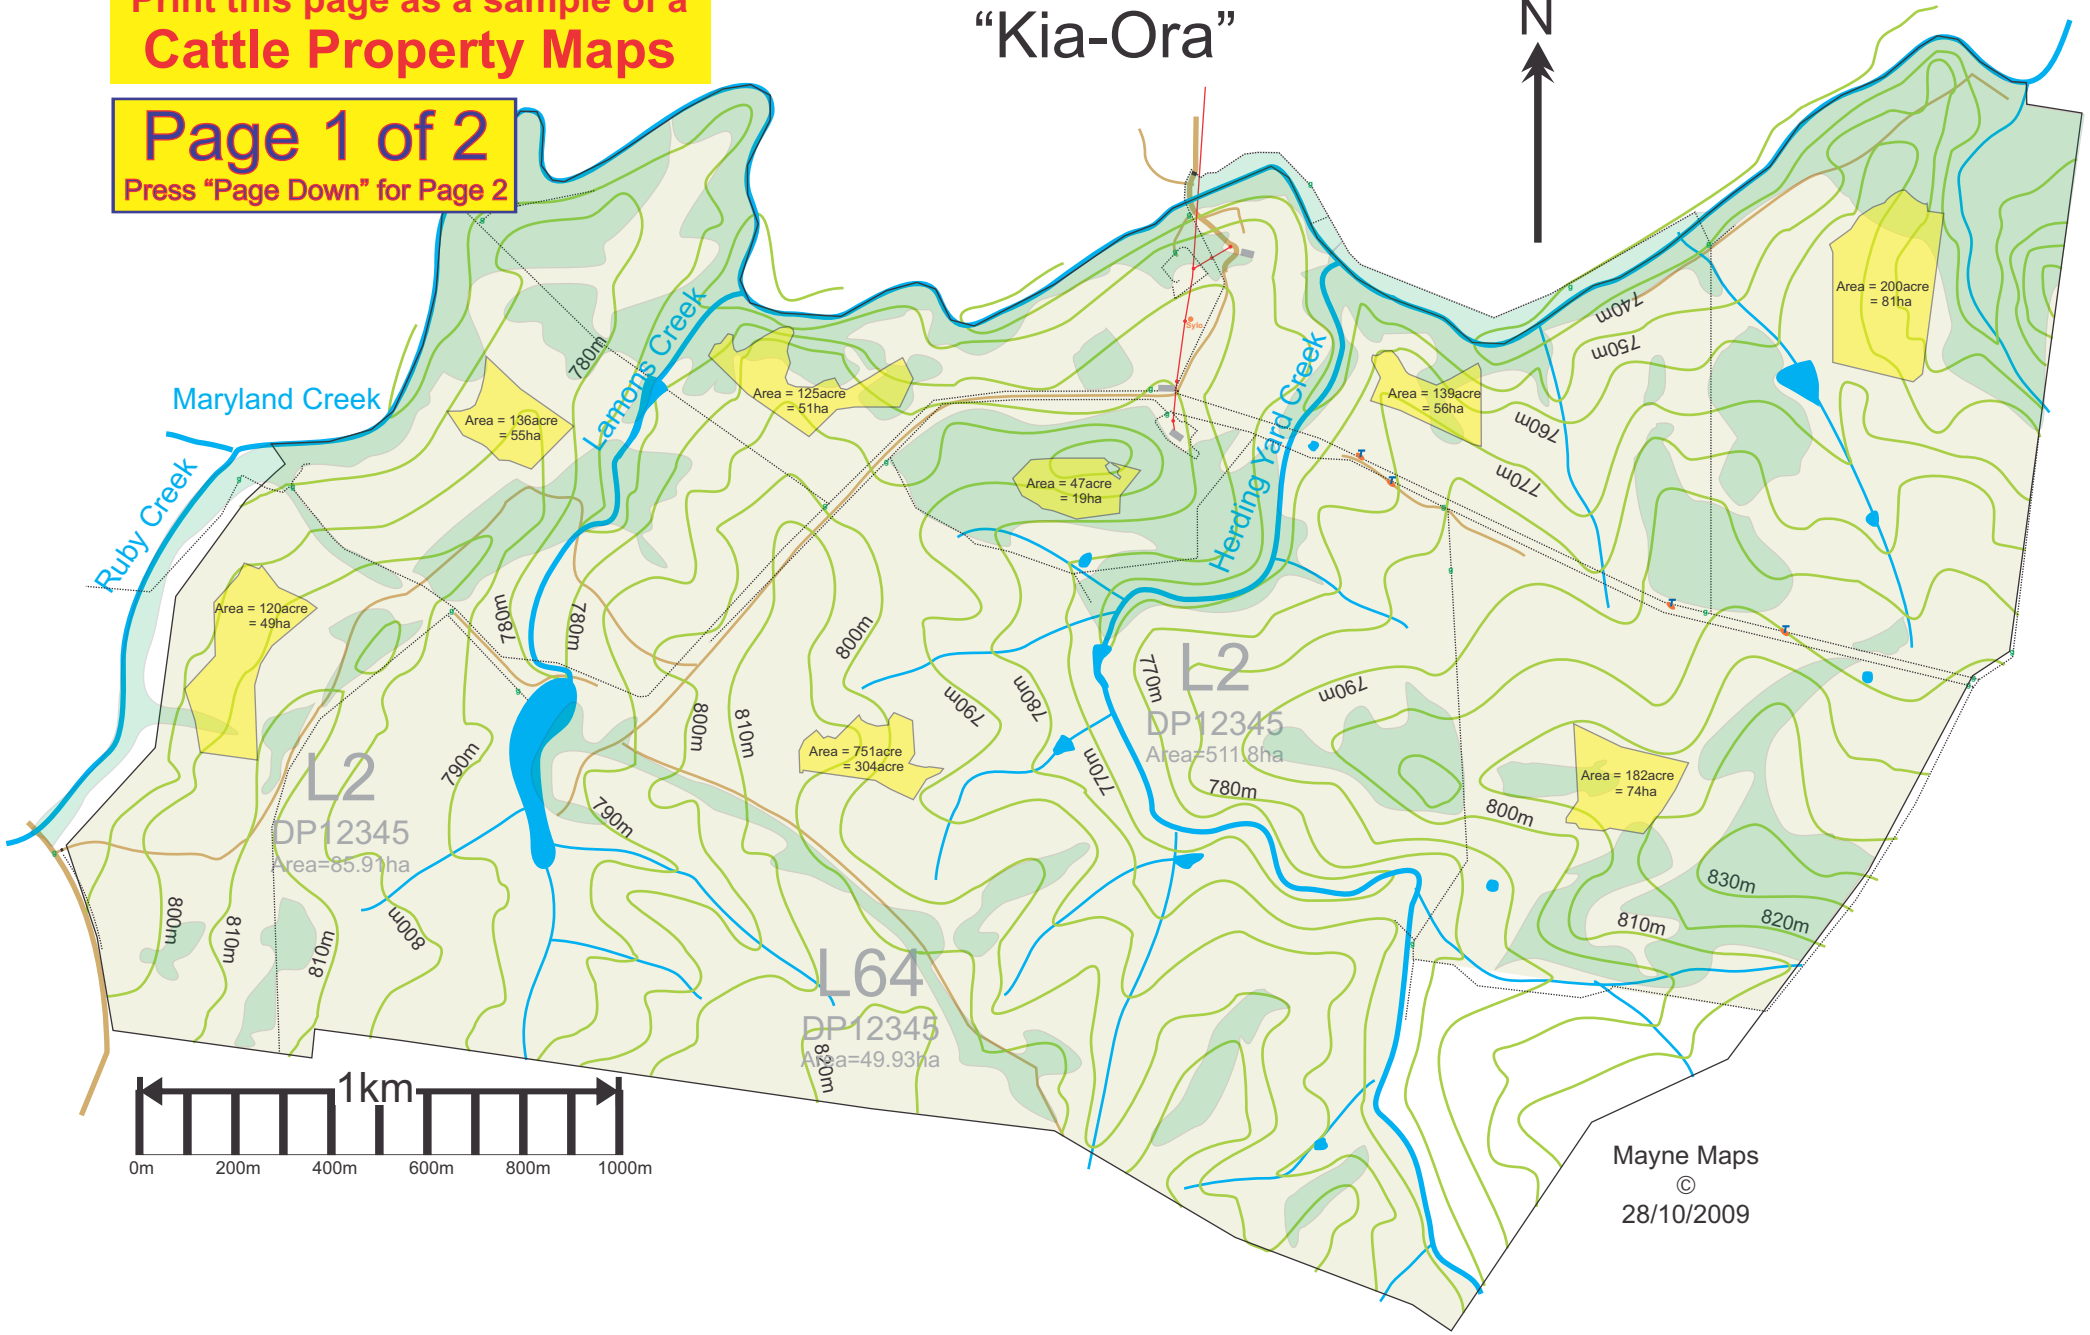 Print this page as a sample of a
Cattle Property Maps
Page 1 of 2
Press “Page Down” for Page 2
“Kia-Ora”
N
Maryland Creek
Ruby Creek
Lamons Creek
Herding Yard Creek
Sylo
Area = 136acre
= 55ha
Area = 125acre
= 51ha
Area = 47acre
= 19ha
Area = 139acre
= 56ha
Area = 200acre
= 81ha
Area = 120acre
= 49ha
Area = 751acre
= 304acre
Area = 182acre
= 74ha
780m
740m
750m
760m
770m
780m
780m
800m
790m
780m
770m
790m
800m
810m
790m
790m
770m
780m
800m
830m
820m
810m
800m
810m
810m
800m
820m
L2
DP12345
Area=85.91ha
L2
DP12345
Area=511.8ha
L64
DP12345
Area=49.93ha
T
T
T
T
1km
0m 200m 400m 600m 800m 1000m
Mayne Maps
©
28/10/2009